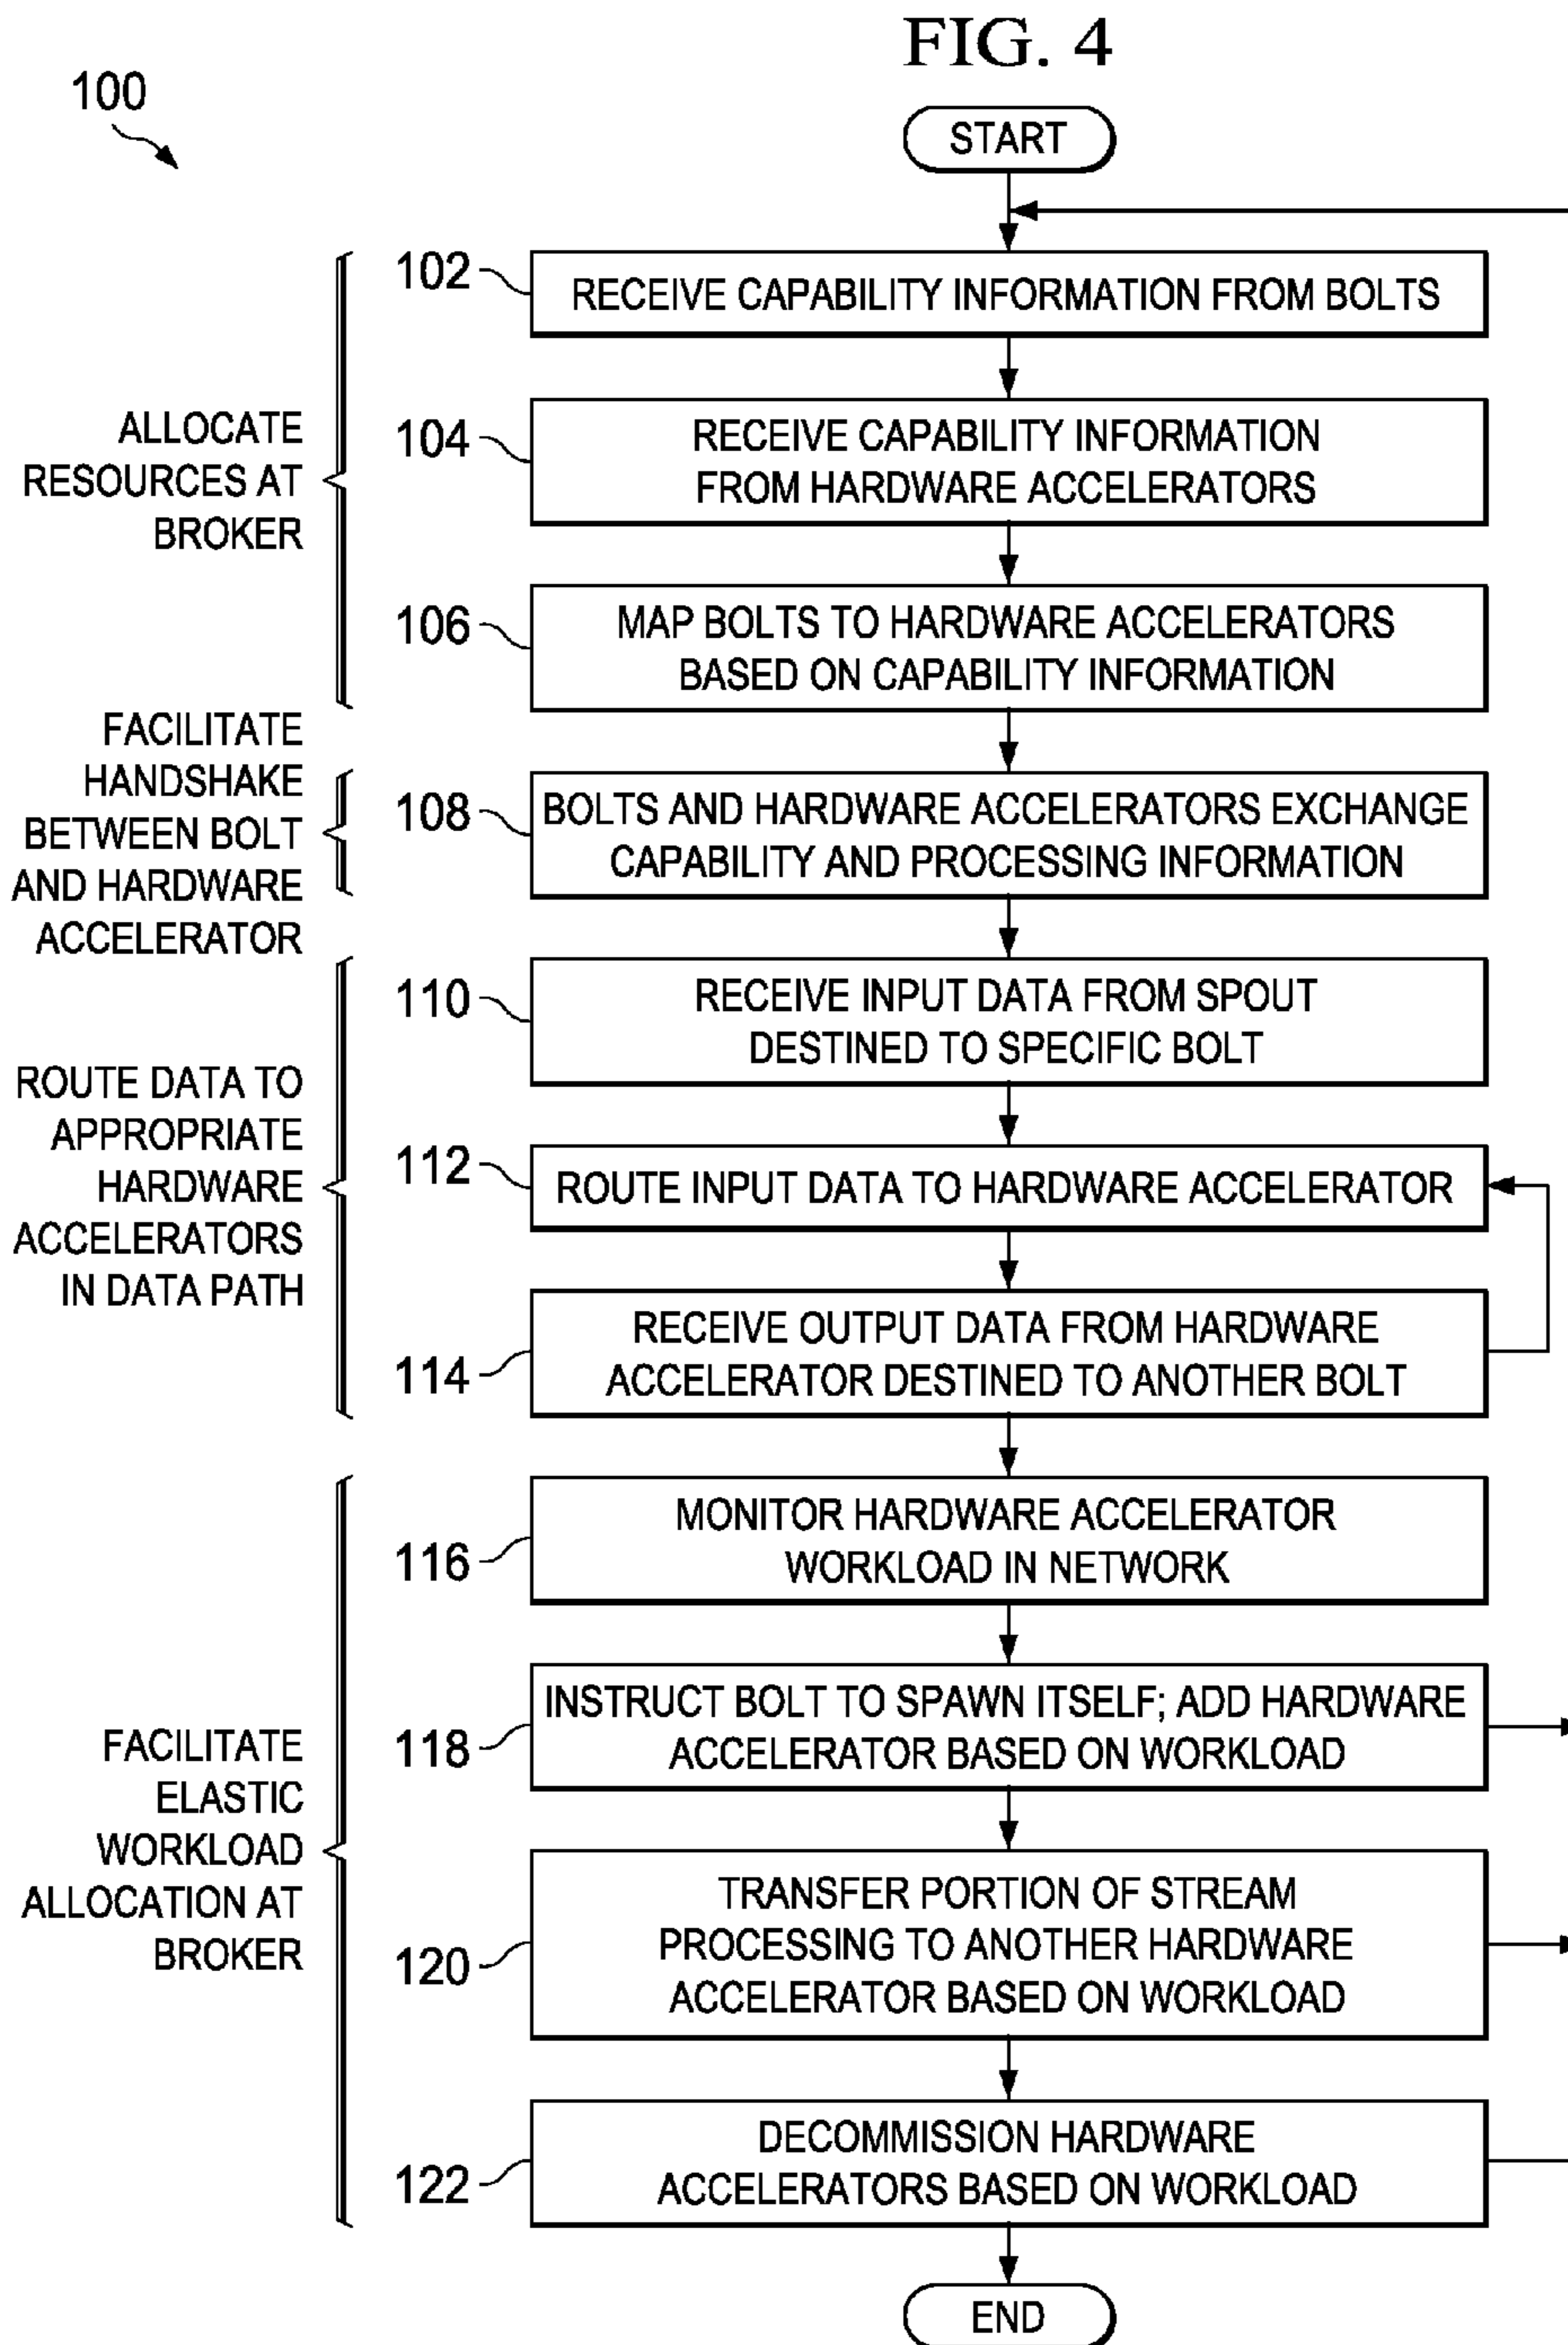 FIG. 4
100
START
ALLOCATE
RESOURCES AT
BROKER
102
RECEIVE CAPABILITY INFORMATION FROM BOLTS
104
RECEIVE CAPABILITY INFORMATION
FROM HARDWARE ACCELERATORS
106
MAP BOLTS TO HARDWARE ACCELERATORS
BASED ON CAPABILITY INFORMATION
FACILITATE
HANDSHAKE
BETWEEN BOLT
AND HARDWARE
ACCELERATOR
108
BOLTS AND HARDWARE ACCELERATORS EXCHANGE
CAPABILITY AND PROCESSING INFORMATION
ROUTE DATA TO
APPROPRIATE
HARDWARE
ACCELERATORS
IN DATA PATH
110
RECEIVE INPUT DATA FROM SPOUT
DESTINED TO SPECIFIC BOLT
112
ROUTE INPUT DATA TO HARDWARE ACCELERATOR
114
RECEIVE OUTPUT DATA FROM HARDWARE
ACCELERATOR DESTINED TO ANOTHER BOLT
FACILITATE
ELASTIC
WORKLOAD
ALLOCATION AT
BROKER
116
MONITOR HARDWARE ACCELERATOR
WORKLOAD IN NETWORK
118
INSTRUCT BOLT TO SPAWN ITSELF; ADD HARDWARE
ACCELERATOR BASED ON WORKLOAD
120
TRANSFER PORTION OF STREAM
PROCESSING TO ANOTHER HARDWARE
ACCELERATOR BASED ON WORKLOAD
122
DECOMMISSION HARDWARE
ACCELERATORS BASED ON WORKLOAD
END